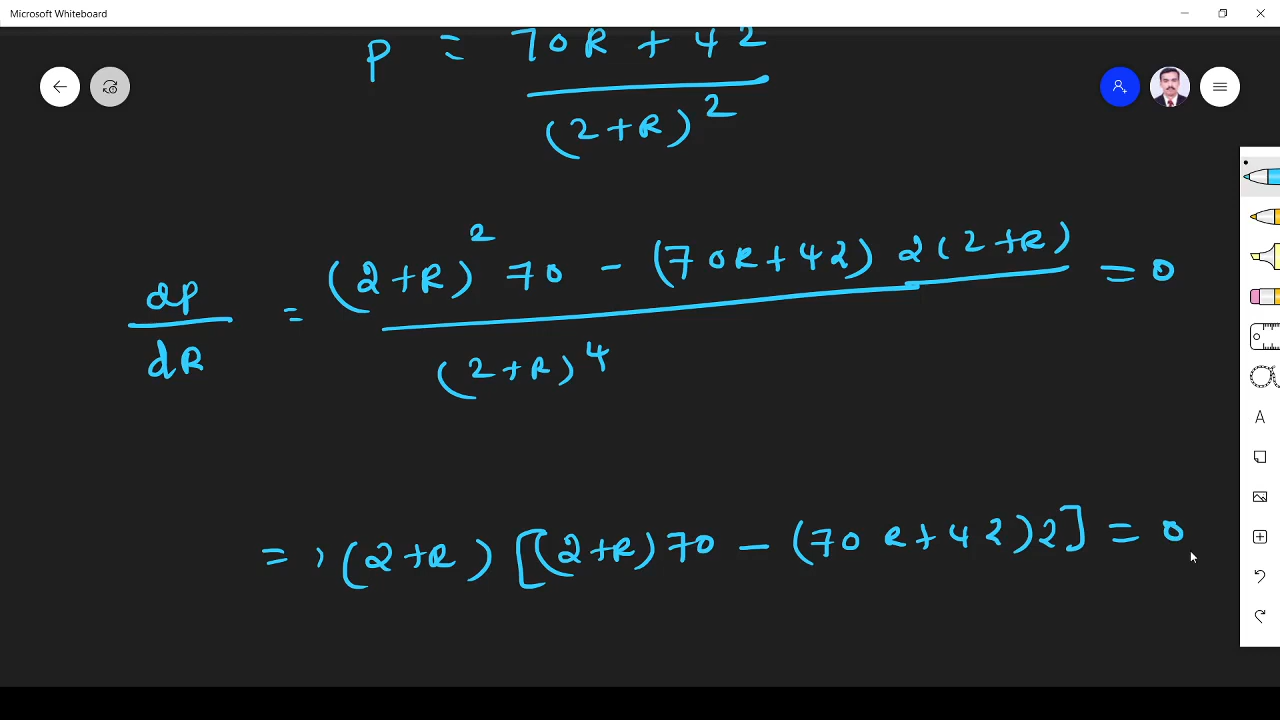 Microsoft Whiteboard
P = 70R + 42
(2+R)²
dP = (2+R)² 70 - (70R+42) 2(2+R) = 0
dR (2+R)⁴
=> (2+R) [(2+R)70 - (70R+42)2] = 0
A